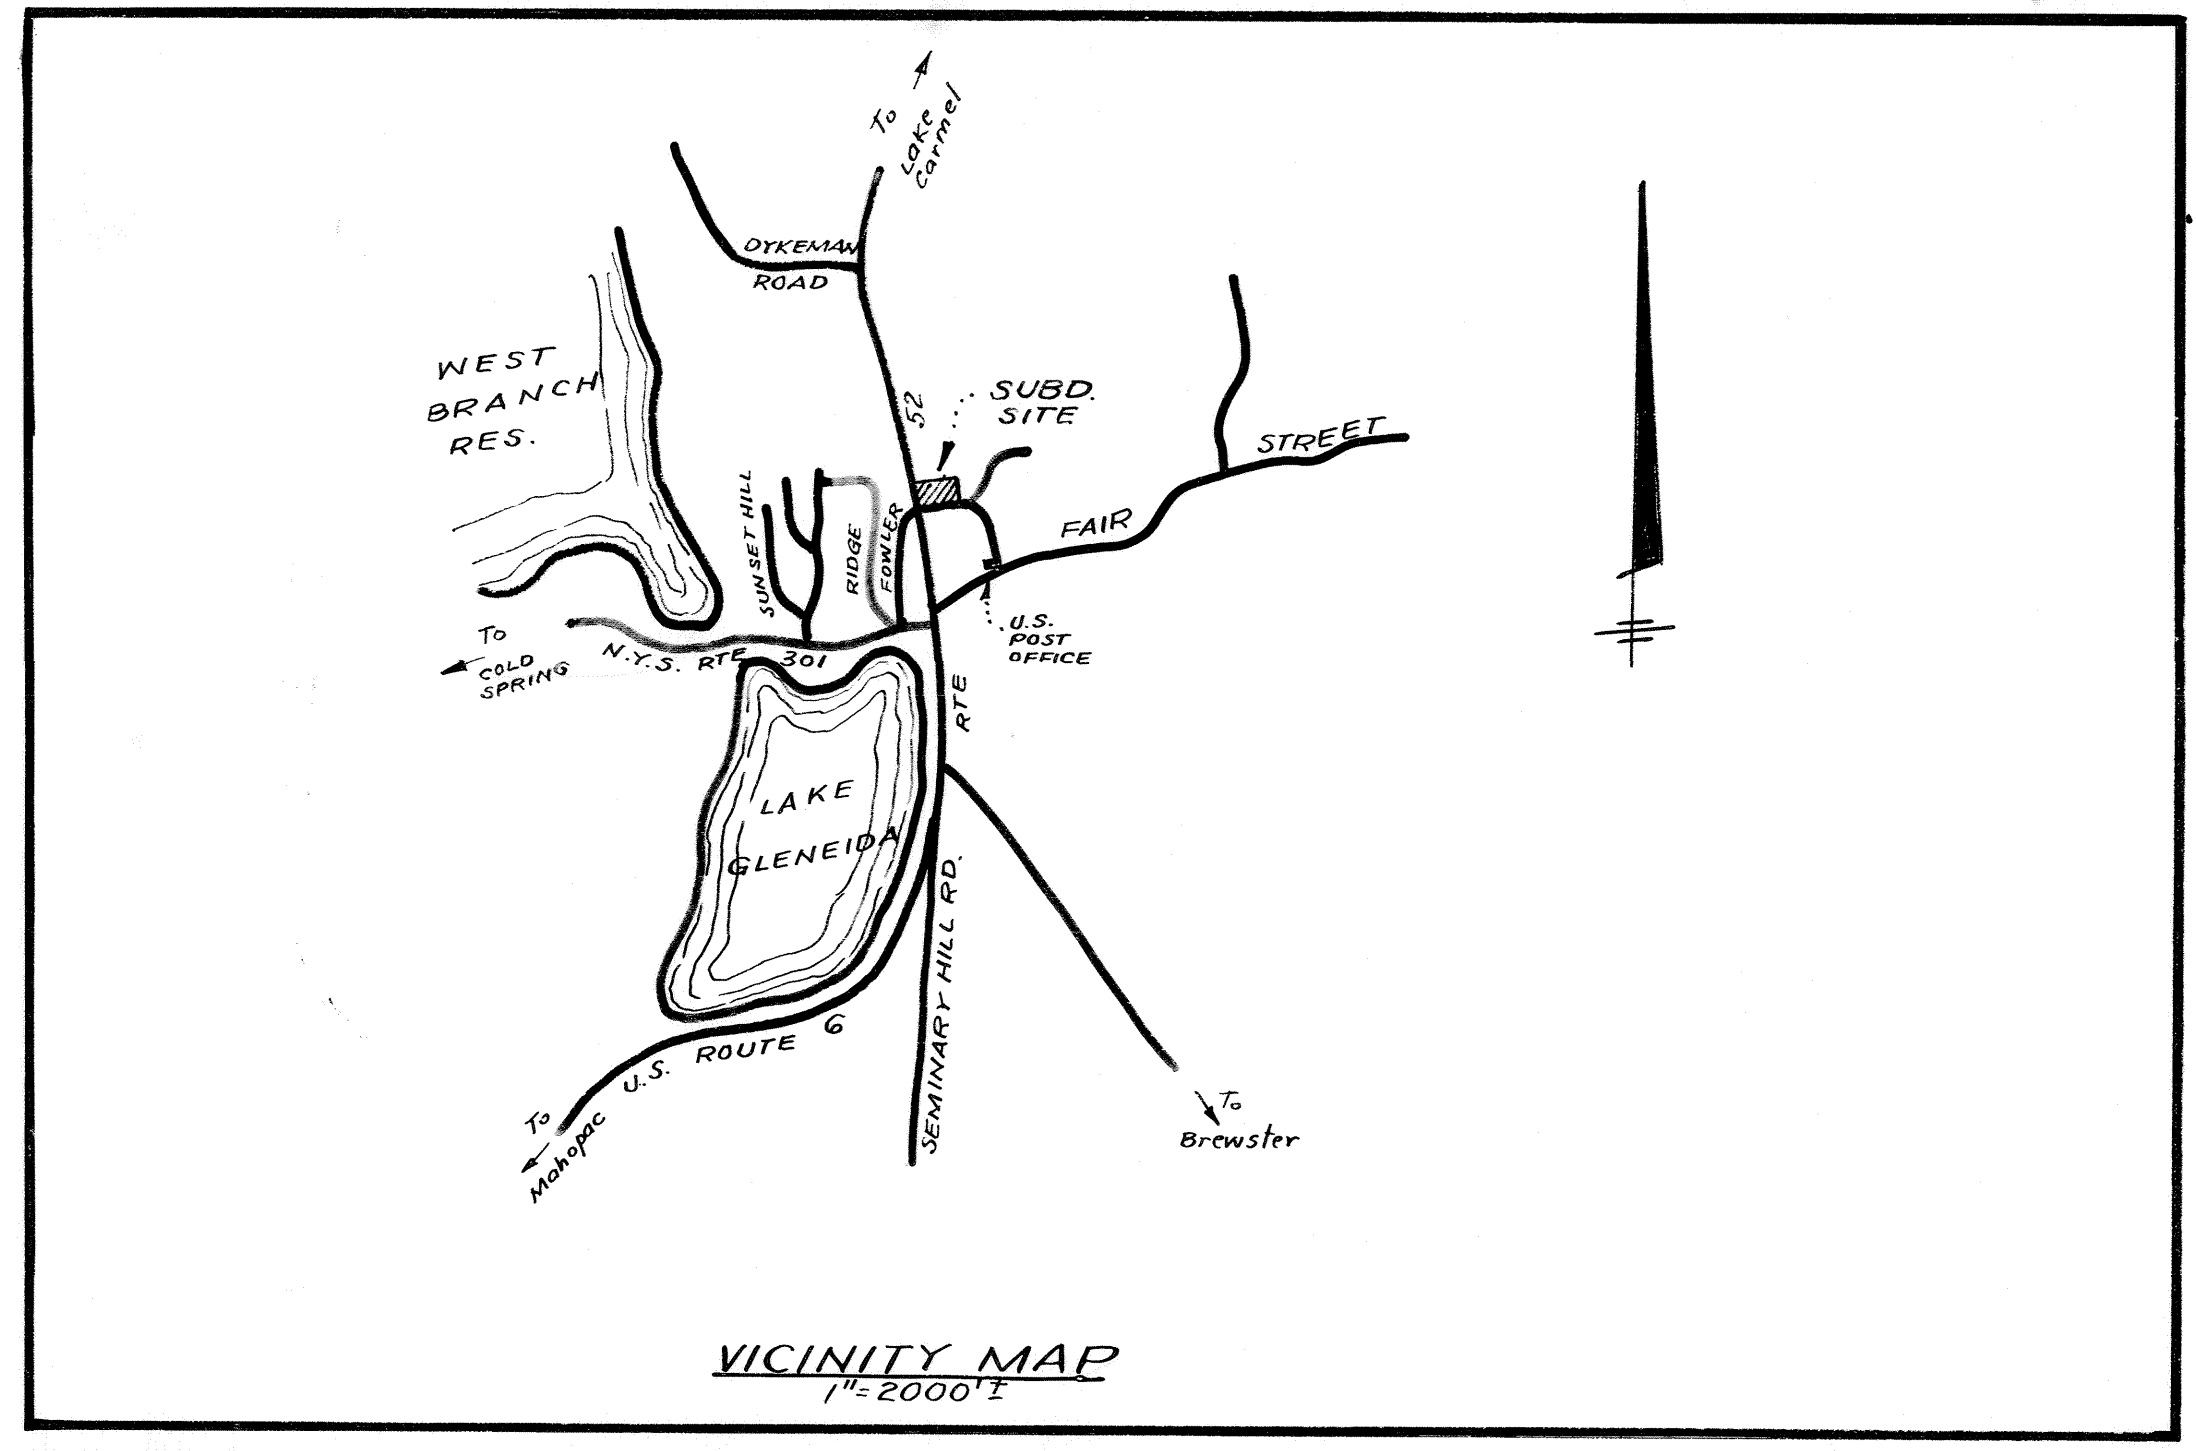 To
Lake
Carmel
DYKEMAN
ROAD
WEST
BRANCH
RES.
52
SUBD.
SITE
STREET
FAIR
SUNSET HILL
RIDGE
FOWLER
To
COLD
SPRING
N.Y.S. RTE 301
U.S.
POST
OFFICE
RTE
LAKE
GLENEIDA
SEMINARY HILL RD.
U.S. ROUTE 6
To
Mahopac
To
Brewster
VICINITY MAP
1"=2000'±